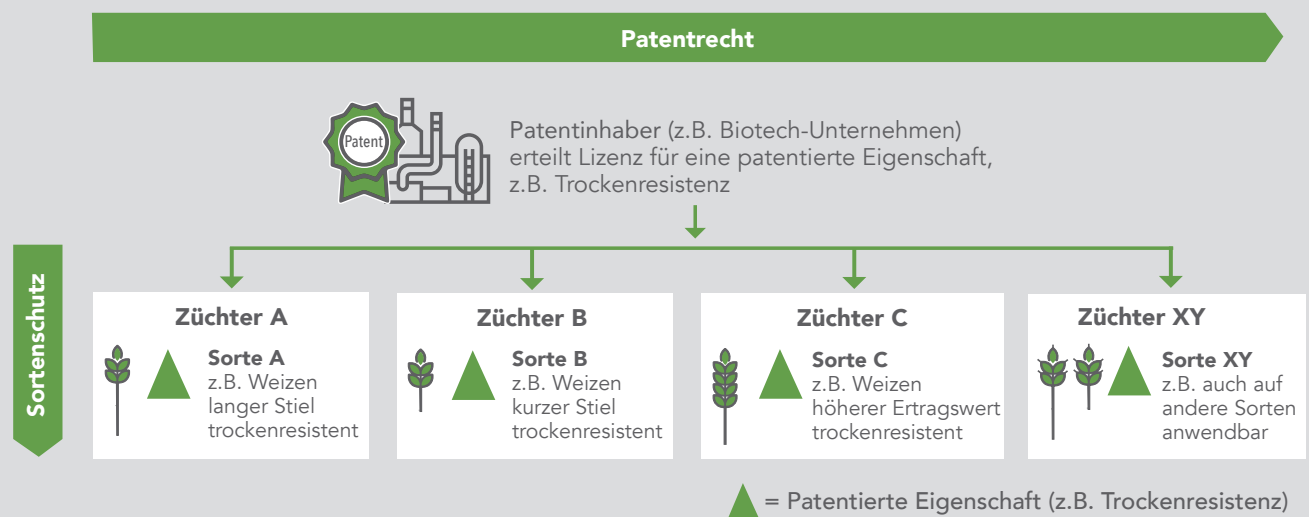 Patentrecht
Patent
Patentinhaber (z.B. Biotech-Unternehmen)
erteilt Lizenz für eine patentierte Eigenschaft,
z.B. Trockenresistenz
Sortenschutz
Züchter A
Sorte A
z.B. Weizen
langer Stiel
trockenresistent
Züchter B
Sorte B
z.B. Weizen
kurzer Stiel
trockenresistent
Züchter C
Sorte C
z.B. Weizen
höherer Ertragswert
trockenresistent
Züchter XY
Sorte XY
z.B. auch auf
andere Sorten
anwendbar
= Patentierte Eigenschaft (z.B. Trockenresistenz)